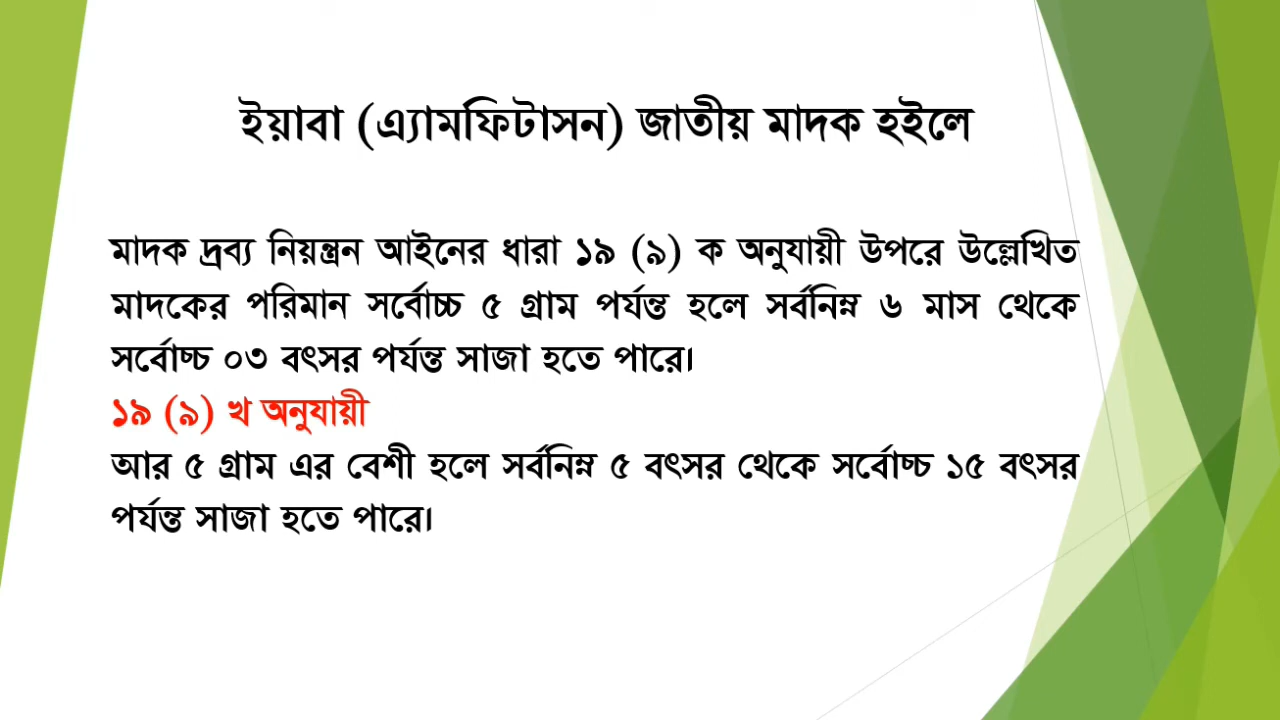 ইয়াবা (এ্যামফিটাসন) জাতীয় মাদক হইলে
মাদক দ্রব্য নিয়ন্ত্রন আইনের ধারা ১৯ (৯) ক অনুযায়ী উপরে উল্লেখিত
মাদকের পরিমান সর্বোচ্চ ৫ গ্রাম পর্যন্ত হলে সর্বনিম্ন ৬ মাস থেকে
সর্বোচ্চ ০৩ বৎসর পর্যন্ত সাজা হতে পারে।
১৯ (৯) খ অনুযায়ী
আর ৫ গ্রাম এর বেশী হলে সর্বনিম্ন ৫ বৎসর থেকে সর্বোচ্চ ১৫ বৎসর
পর্যন্ত সাজা হতে পারে।